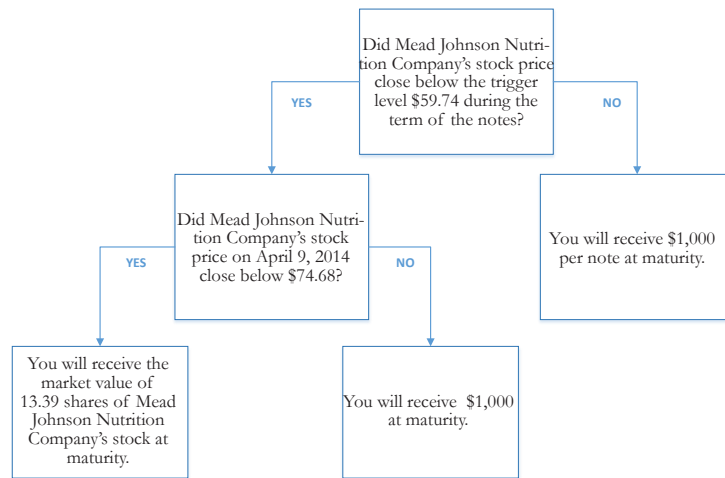 Did Mead Johnson Nutri-
tion Company's stock price
close below the trigger
level $59.74 during the
term of the notes?
YES
NO
Did Mead Johnson Nutri-
tion Company's stock
price on April 9, 2014
close below $74.68?
You will receive $1,000
per note at maturity.
YES
NO
You will receive the
market value of
13.39 shares of Mead
Johnson Nutrition
Company's stock at
maturity.
You will receive $1,000
at maturity.